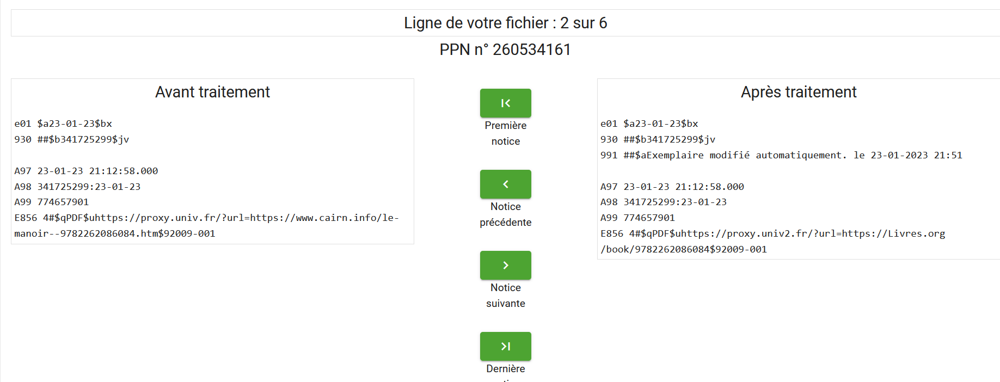 Ligne de votre fichier : 2 sur 6
PPN n° 260534161
Avant traitement
e01 $a23-01-23$bx
930 ##$b341725299$jv
A97 23-01-23 21:12:58.000
A98 341725299:23-01-23
A99 774657901
E856 4#$qPDF$uhttps://proxy.univ.fr/?url=https://www.cairn.info/le-
manoir--9782262086084.htm$92009-001
Première
notice
Notice
précédente
Notice
suivante
Dernière
Après traitement
e01 $a23-01-23$bx
930 ##$b341725299$jv
991 ##$aExemplaire modifié automatiquement. le 23-01-2023 21:51
A97 23-01-23 21:12:58.000
A98 341725299:23-01-23
A99 774657901
E856 4#$qPDF$uhttps://proxy.univ2.fr/?url=https://Livres.org
/book/9782262086084$92009-001